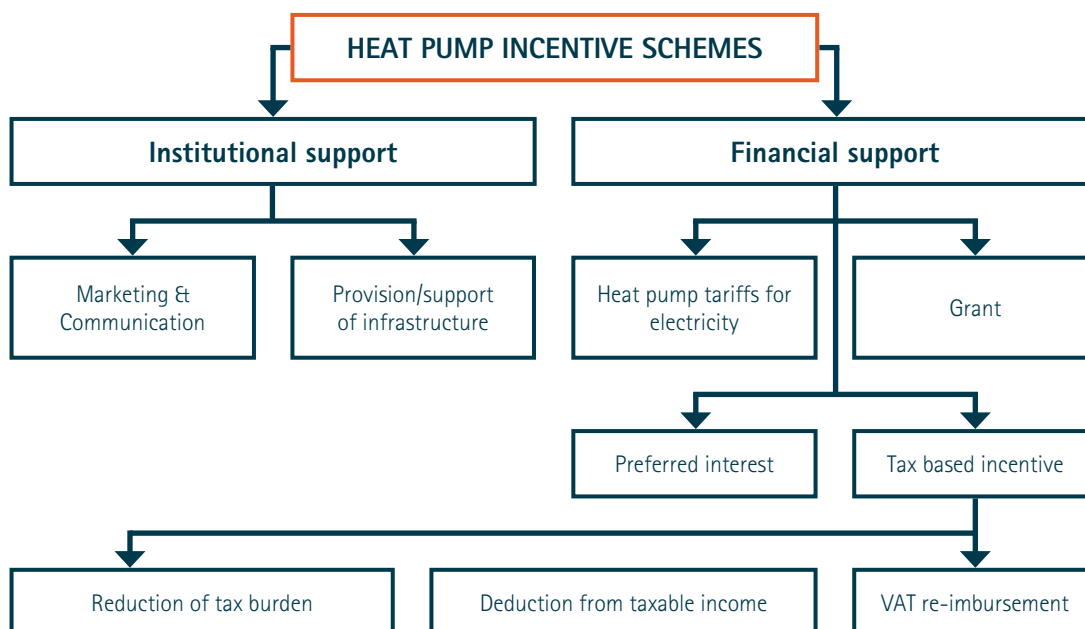 HEAT PUMP INCENTIVE SCHEMES
Institutional support
Financial support
Marketing &
Communication
Provision/support
of infrastructure
Heat pump tariffs for
electricity
Grant
Preferred interest
Tax based incentive
Reduction of tax burden
Deduction from taxable income
VAT re-imbursement